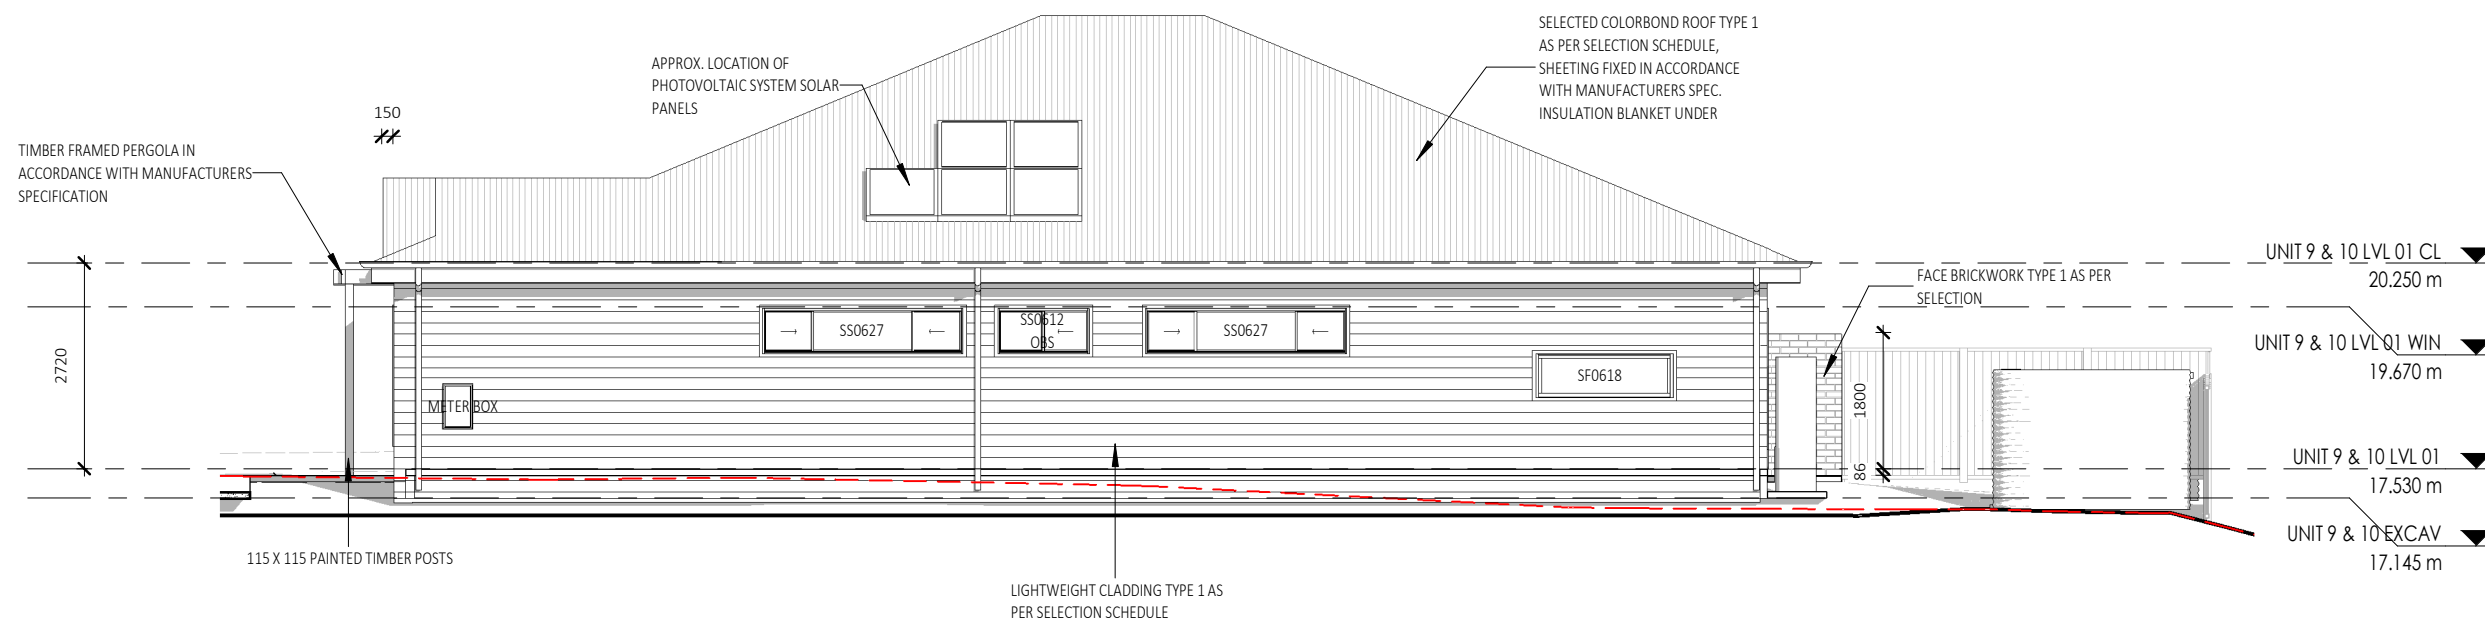 SELECTED COLORBOND ROOF TYPE 1
AS PER SELECTION SCHEDULE,
SHEETING FIXED IN ACCORDANCE
WITH MANUFACTURERS SPEC.
INSULATION BLANKET UNDER
APPROX. LOCATION OF
PHOTOVOLTAIC SYSTEM SOLAR
PANELS
150
TIMBER FRAMED PERGOLA IN
ACCORDANCE WITH MANUFACTURERS
SPECIFICATION
UNIT 9 & 10 LVL 01 CL
20.250 m
FACE BRICKWORK TYPE 1 AS PER
SELECTION
SS0627
SS0612
OBS
SS0627
UNIT 9 & 10 LVL 01 WIN
19.670 m
2720
SF0618
METER BOX
1800
86
UNIT 9 & 10 LVL 01
17.530 m
UNIT 9 & 10 EXCAV
17.145 m
115 X 115 PAINTED TIMBER POSTS
LIGHTWEIGHT CLADDING TYPE 1 AS
PER SELECTION SCHEDULE